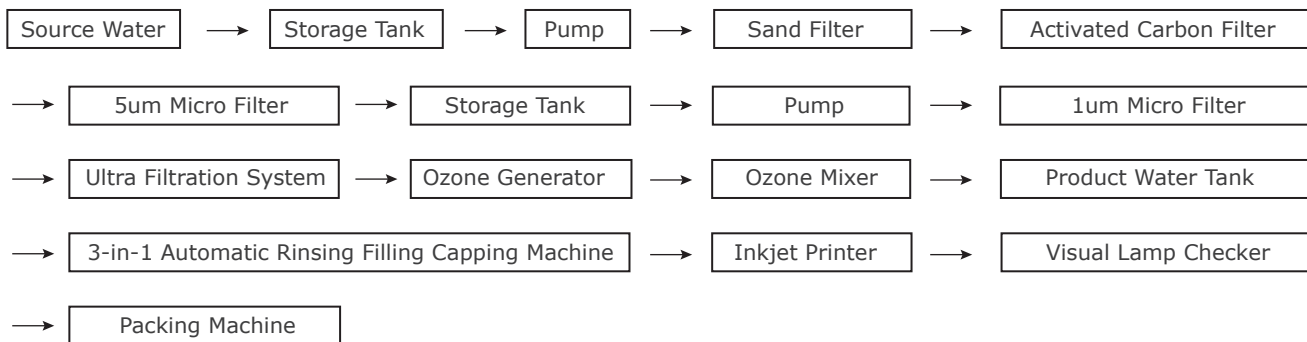 Source Water → Storage Tank → Pump → Sand Filter → Activated Carbon Filter
→ 5um Micro Filter → Storage Tank → Pump → 1um Micro Filter
→ Ultra Filtration System → Ozone Generator → Ozone Mixer → Product Water Tank
→ 3-in-1 Automatic Rinsing Filling Capping Machine → Inkjet Printer → Visual Lamp Checker
→ Packing Machine